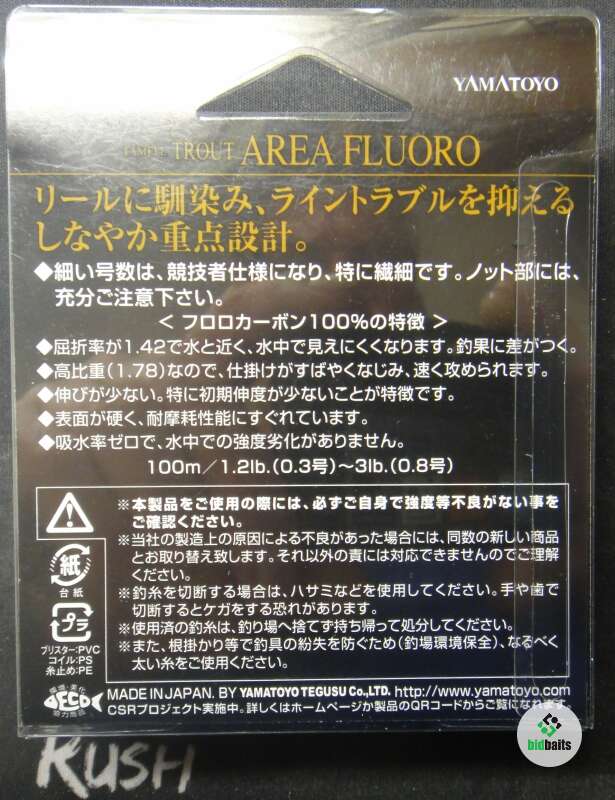 YAMATOYO
FAMELL TROUT AREA FLUORO
リールに馴染み、ライントラブルを抑える
しなやか重点設計。
◆細い号数は、競技者仕様になり、特に繊細です。ノット部には、
充分ご注意下さい。
＜ フロロカーボン100%の特徴 ＞
◆屈折率が1.42で水と近く、水中で見えにくくなります。釣果に差がつく。
◆高比重(1.78)なので、仕掛けがすばやくなじみ、速く攻められます。
◆伸びが少ない。特に初期伸度が少ないことが特徴です。
◆表面が硬く、耐摩耗性能にすぐれています。
◆吸水率ゼロで、水中での強度劣化がありません。
100m／1.2lb.(0.3号)～3lb.(0.8号)
※本製品をご使用の際には、必ずご自身で強度等不良がない事を
ご確認ください。
※当社の製造上の原因による不良があった場合には、同数の新しい商品
とお取り替え致します。それ以外の責には対応できませんのでご理解
ください。
※釣糸を切断する場合は、ハサミなどを使用してください。手や歯で
切断するとケガをする恐れがあります。
※使用済の釣糸は、釣り場へ捨てず持ち帰って処分してください。
※また、根掛かり等で釣具の紛失を防ぐため(釣場環境保全)、なるべく
太い糸をご使用ください。
紙
台 紙
プラ
ブリスター:PVC
コイル:PS
糸止め:PE
環境・美化
ECO
協力商品
MADE IN JAPAN. BY YAMATOYO TEGUSU Co.,LTD. http://www.yamatoyo.com
CSRプロジェクト実施中。詳しくはホームページか製品のQRコードからご覧になれます。
bidbaits
RUSH